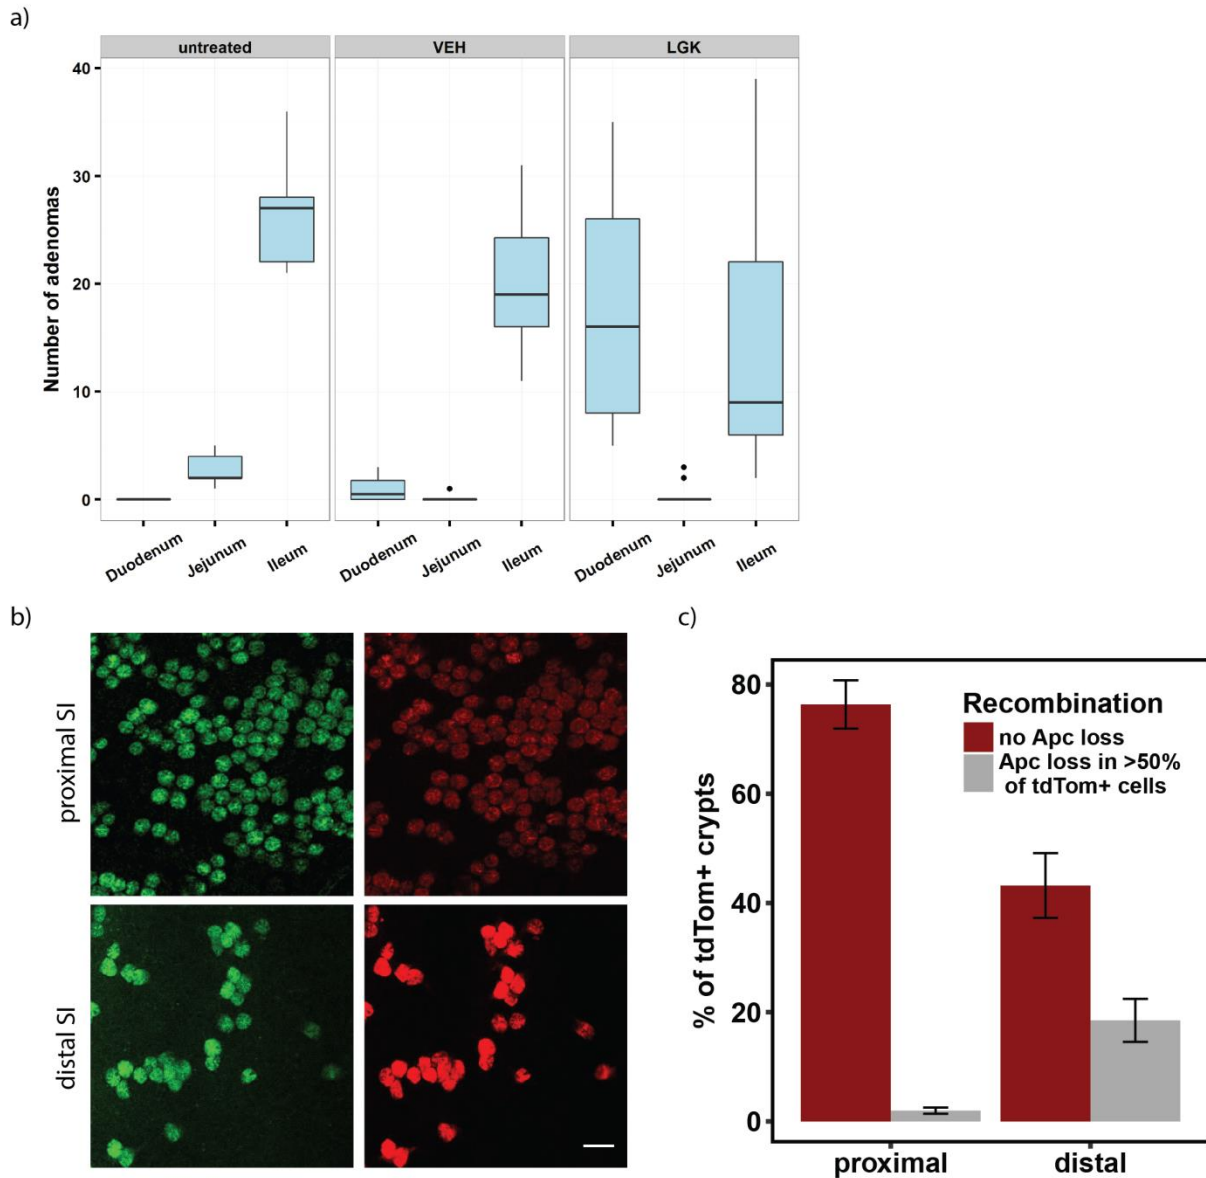 a)
untreated VEH LGK
Number of adenomas
40
30
20
10
0
Duodenum Jejunum Ileum Duodenum Jejunum Ileum Duodenum Jejunum Ileum
b)
proximal SI
distal SI
c)
% of tdTom+ crypts
80
60
40
20
0
Recombination
no Apc loss
Apc loss in >50%
of tdTom+ cells
proximal distal